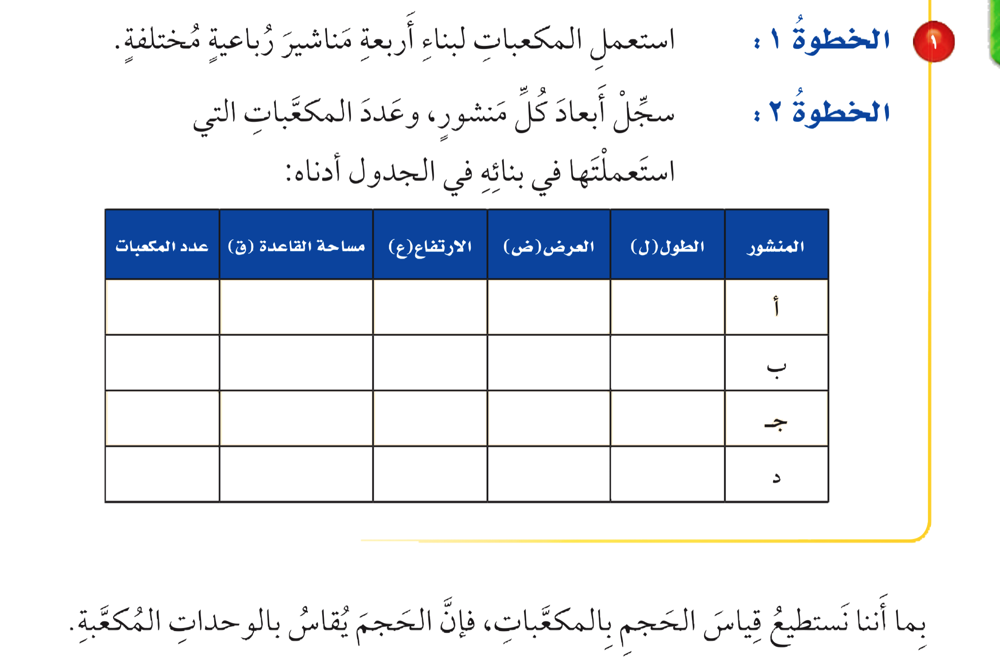 ١ الخطوةُ ١ : استعملِ المكعباتِ لبناءِ أَربعةِ مَناشيرَ رُباعيةٍ مُختلفةٍ.
الخطوةُ ٢ : سجِّلْ أَبعادَ كُلِّ مَنشورٍ، وعَددَ المكعَّباتِ التي
استَعملْتَها في بنائِهِ في الجدول أدناه:
المنشور الطول(ل) العرض(ض) الارتفاع(ع) مساحة القاعدة (ق) عدد المكعبات
أ
ب
جـ
د
بِما أَننا نَستطيعُ قِياسَ الحَجمِ بِالمكعَّباتِ، فإنَّ الحَجمَ يُقاسُ بالوحداتِ المُكعَّبةِ.